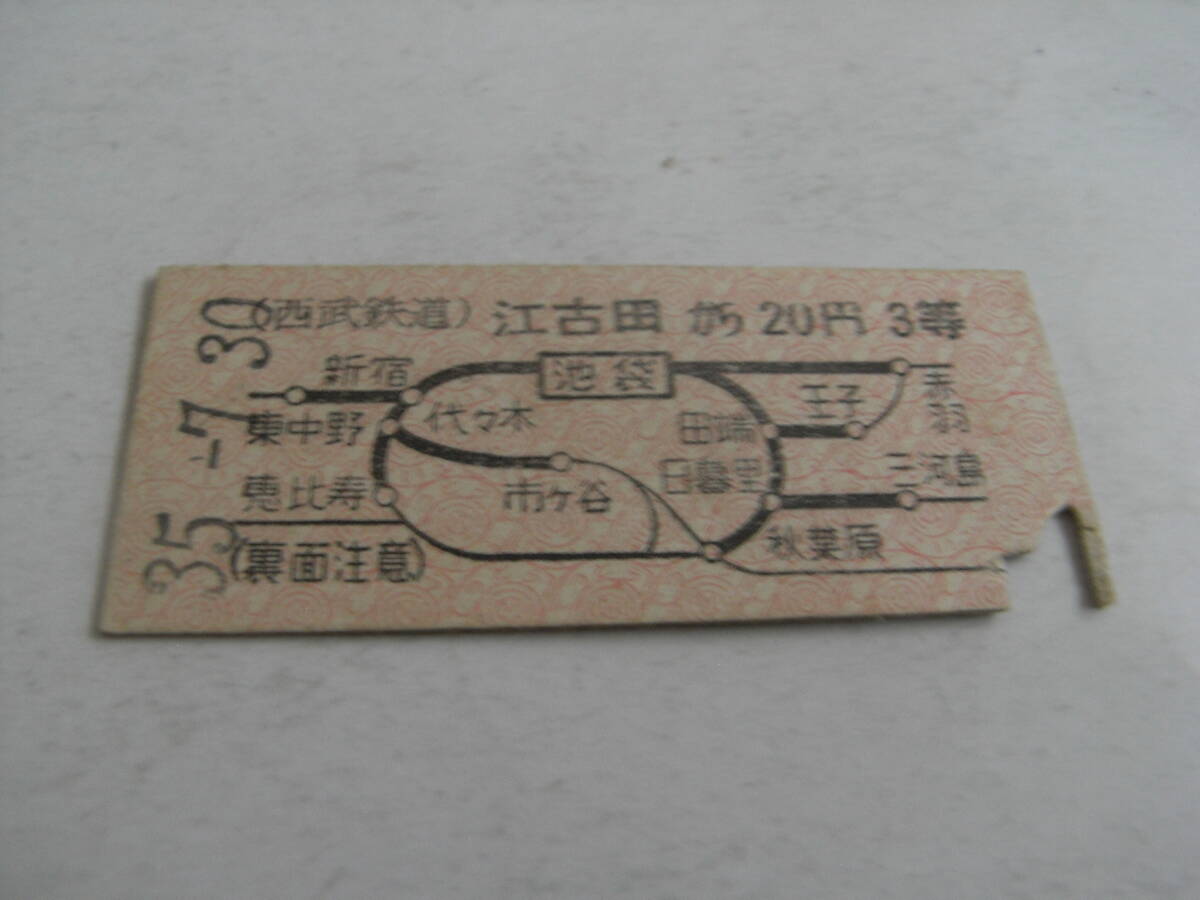 (西武鉄道) 江古田 から 20円 3等
新宿
池袋
王子
赤羽
東中野
代々木
田端
恵比寿
市ヶ谷
日暮里
三河島
秋葉原
(裏面注意)
35.-7.30